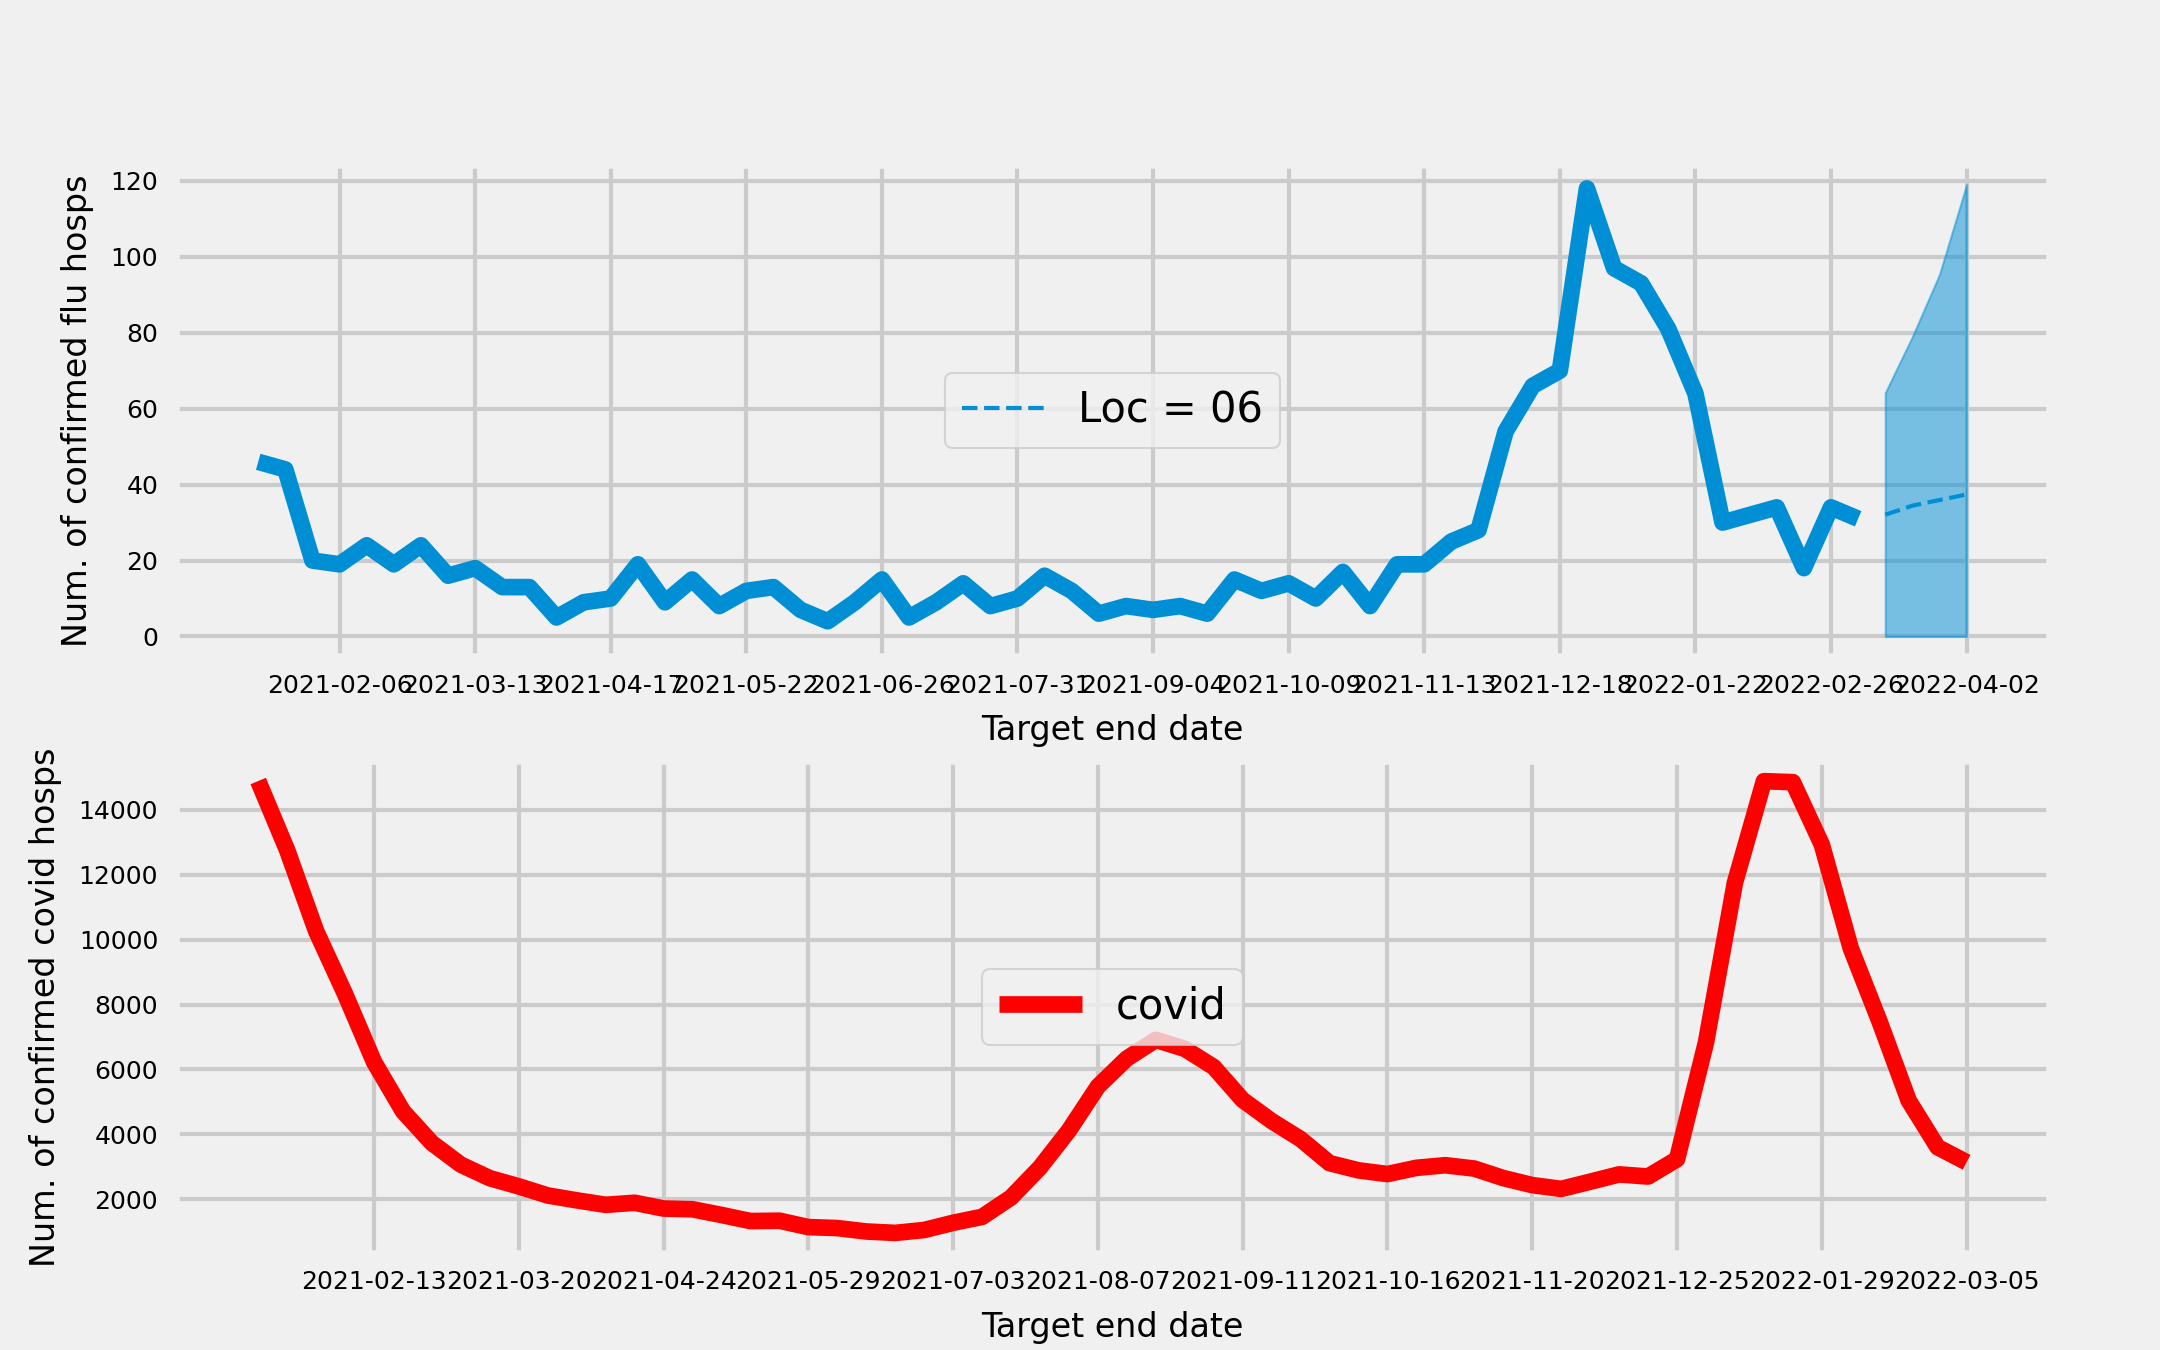 Num. of confirmed flu hosps
120
100
80
60
40
20
0
Loc = 06
2021-02-06 2021-03-13 2021-04-17 2021-05-22 2021-06-26 2021-07-31 2021-09-04 2021-10-09 2021-11-13 2021-12-18 2022-01-22 2022-02-26 2022-04-02
Target end date
Num. of confirmed covid hosps
14000
12000
10000
8000
6000
4000
2000
covid
2021-02-13 2021-03-20 2021-04-24 2021-05-29 2021-07-03 2021-08-07 2021-09-11 2021-10-16 2021-11-20 2021-12-25 2022-01-29 2022-03-05
Target end date